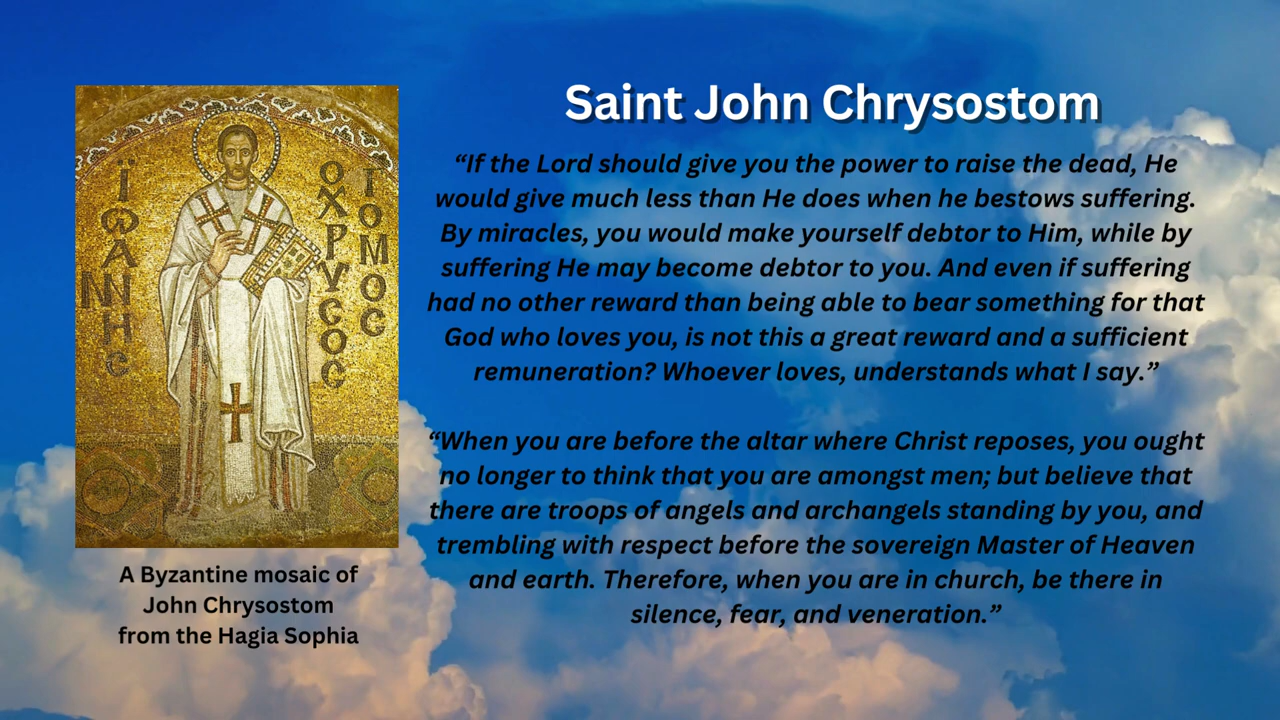 Saint John Chrysostom
“If the Lord should give you the power to raise the dead, He
would give much less than He does when he bestows suffering.
By miracles, you would make yourself debtor to Him, while by
suffering He may become debtor to you. And even if suffering
had no other reward than being able to bear something for that
God who loves you, is not this a great reward and a sufficient
remuneration? Whoever loves, understands what I say.”
“When you are before the altar where Christ reposes, you ought
no longer to think that you are amongst men; but believe that
there are troops of angels and archangels standing by you, and
trembling with respect before the sovereign Master of Heaven
and earth. Therefore, when you are in church, be there in
silence, fear, and veneration.”
ΪѠΑΝΝΗС
ΟΧΡΥСΟС
ΤΟΜΟС
A Byzantine mosaic of
John Chrysostom
from the Hagia Sophia